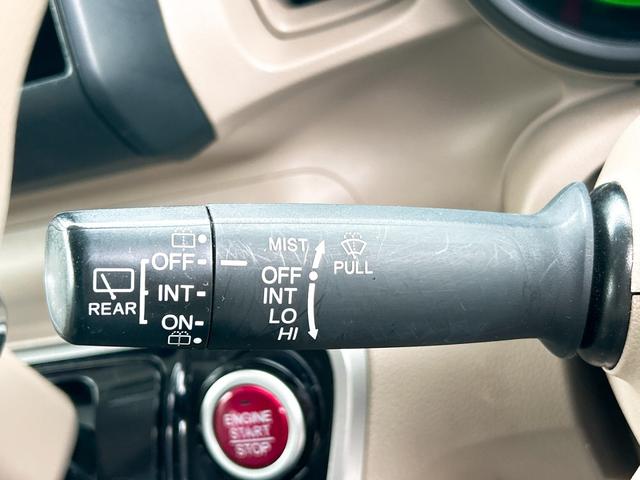 REAR
OFF
INT
ON
MIST
OFF
INT
LO
HI
PULL
ENGINE
START
STOP